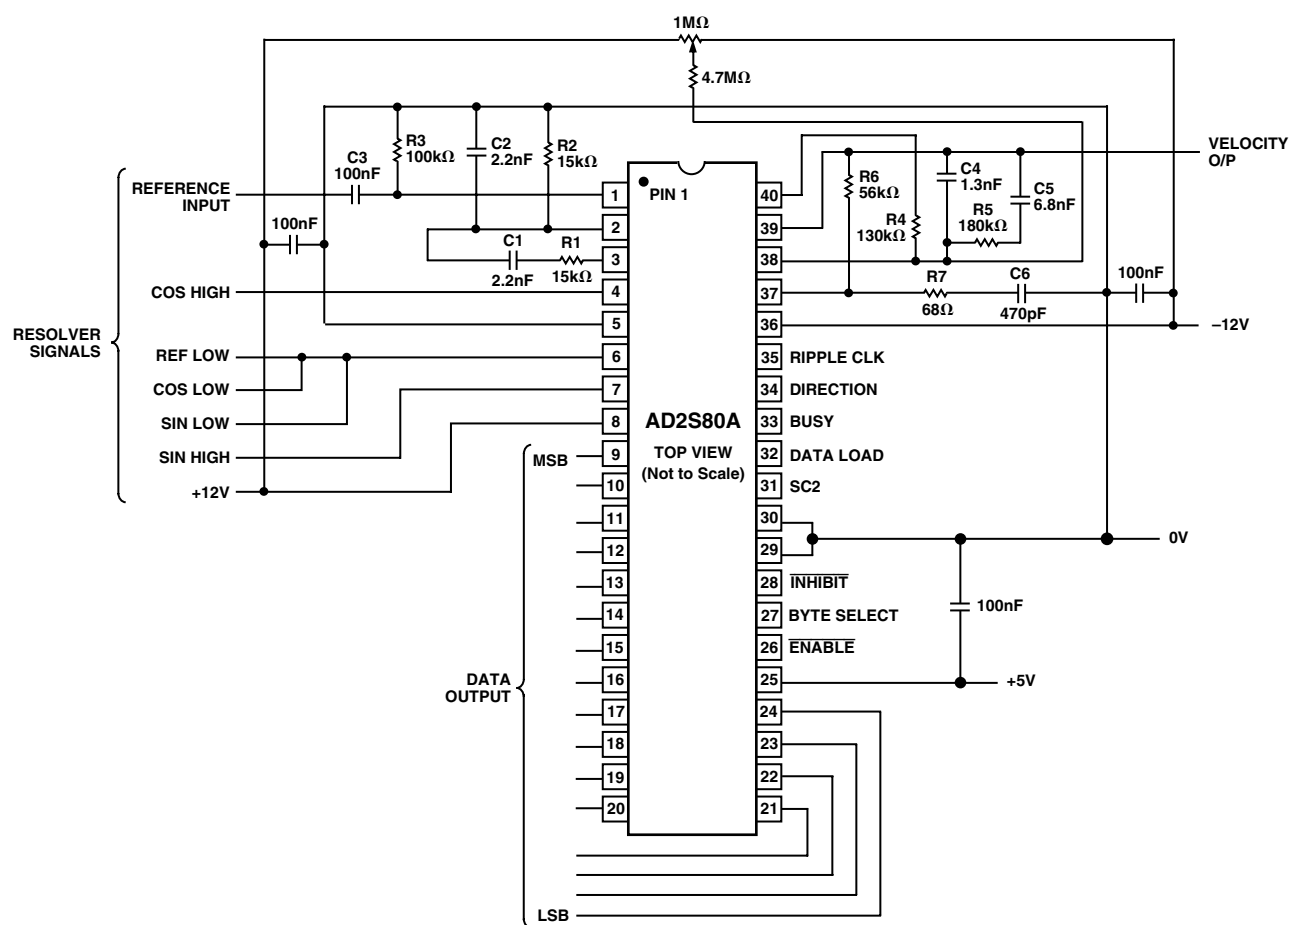 1MΩ
4.7MΩ
R3
100kΩ
C2
2.2nF
R2
15kΩ
C3
100nF
REFERENCE
INPUT
100nF
C1
2.2nF
R1
15kΩ
COS HIGH
RESOLVER
SIGNALS
REF LOW
COS LOW
SIN LOW
SIN HIGH
+12V
MSB
DATA
OUTPUT
LSB
PIN 1
AD2S80A
TOP VIEW
(Not to Scale)
1
2
3
4
5
6
7
8
9
10
11
12
13
14
15
16
17
18
19
20
40
39
38
37
36
35
34
33
32
31
30
29
28
27
26
25
24
23
22
21
VELOCITY
O/P
R6
56kΩ
R4
130kΩ
C4
1.3nF
R5
180kΩ
C5
6.8nF
R7
68Ω
C6
470pF
100nF
–12V
RIPPLE CLK
DIRECTION
BUSY
DATA LOAD
SC2
0V
INHIBIT
BYTE SELECT
ENABLE
100nF
+5V